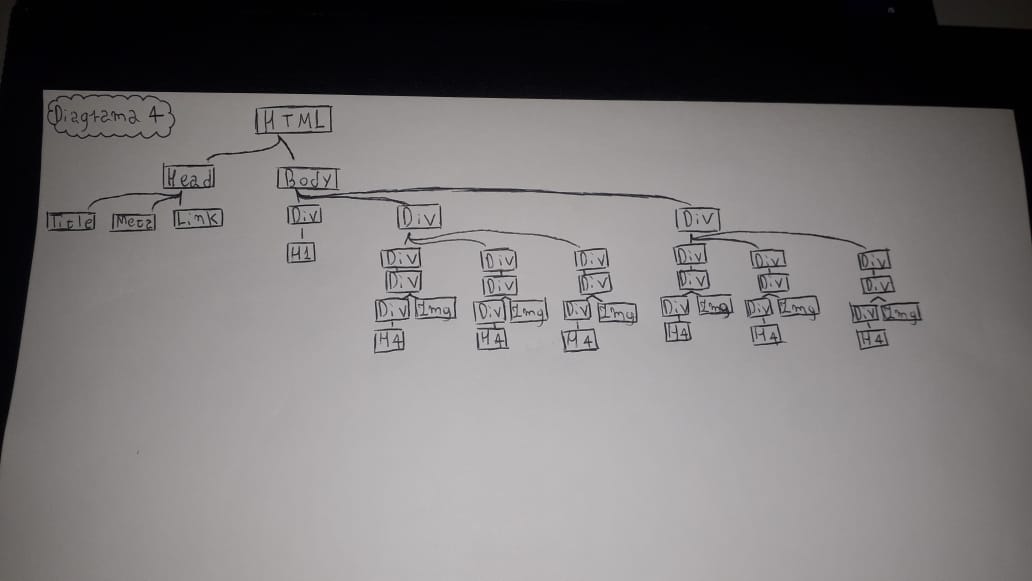 Diagrama 4
HTML
Head Body
Title Meta Link Div Div Div
H1 Div Div Div Div Div Div
Div Div Div Div Div Div
Div Img Div Img Div Img Div Img Div Img Div Img
H4 H4 H4 H4 H4 H4